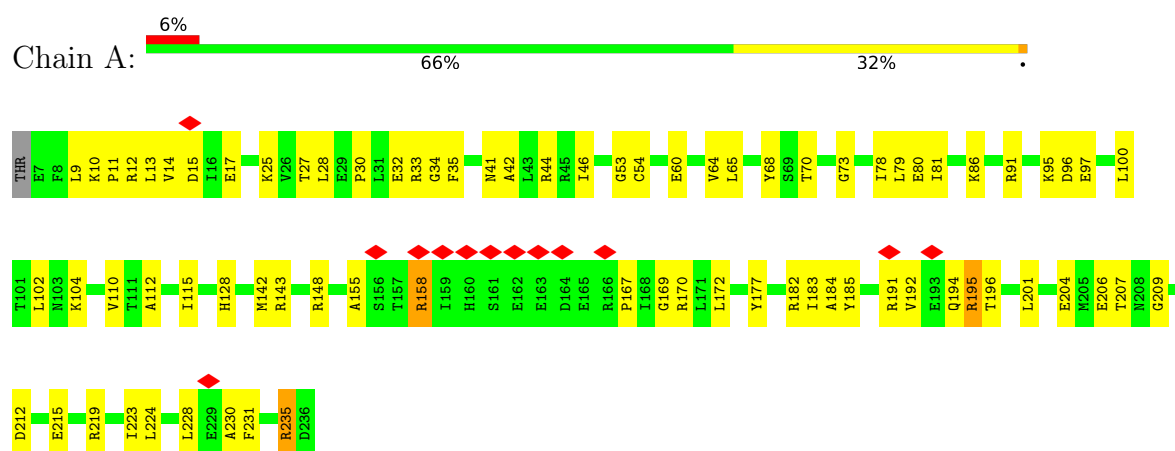 6%
Chain A:
66% 32% •
THR E7 F8 L9 K10 P11 R12 L13 V14 D15 I16 E17 K25 V26 T27 L28 E29 P30 L31 E32 R33 G34 F35 N41 A42 L43 R44 R45 I46 G53 C54 E60 V64 L65 Y68 S69 T70 G73 I78 L79 E80 I81 K86 R91 K95 D96 E97 L100
T101 L102 N103 K104 V110 T111 A112 I115 H128 M142 R143 R148 A155 S156 T157 R158 I159 H160 S161 E162 E163 D164 E165 R166 P167 I168 G169 R170 L171 L172 Y177 R182 I183 A184 Y185 R191 V192 E193 Q194 R195 T196 L201 E204 M205 E206 T207 N208 G209
D212 E215 R219 I223 L224 L228 E229 A230 F231 R235 D236